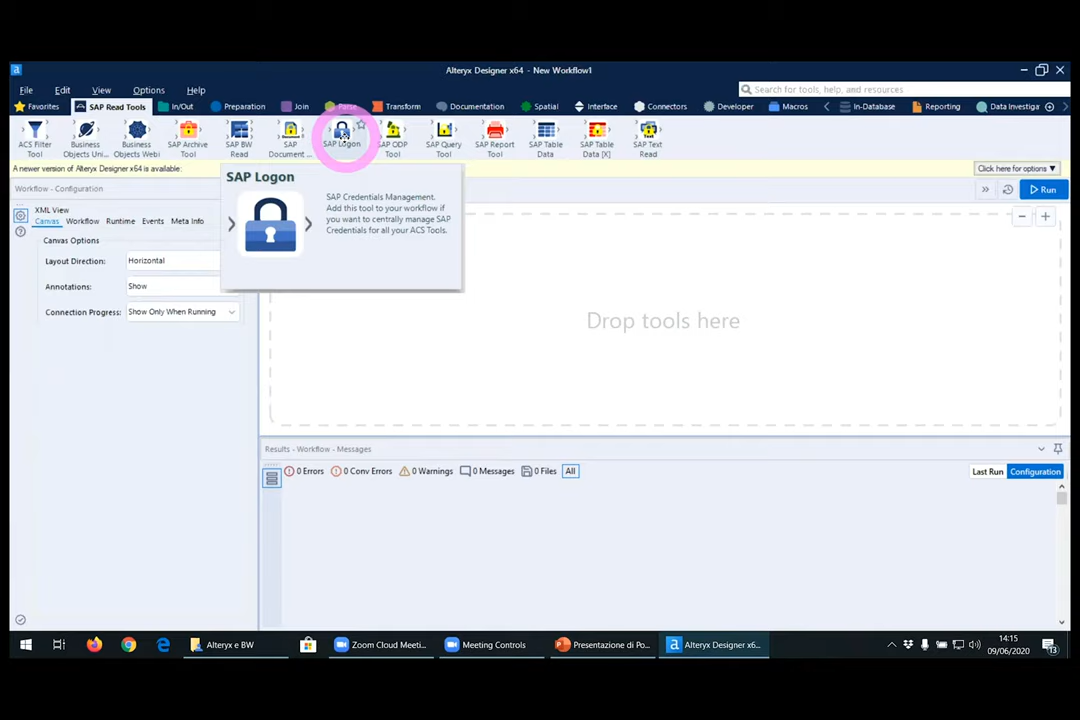 Alteryx Designer x64 - New Workflow1
File Edit View Options Help
Search for tools, help, and resources
Favorites SAP Read Tools In/Out Preparation Join Parse Transform Documentation Spatial Interface Connectors Developer Macros In-Database Reporting Data Investiga
ACS Filter Tool
Business Objects Uni...
Business Objects Webi
SAP Archive Tool
SAP BW Read
SAP Document ...
SAP Logon
SAP ODP Tool
SAP Query Tool
SAP Report Tool
SAP Table Data
SAP Table Data [X]
SAP Text Read
A newer version of Alteryx Designer x64 is available:
Click here for options
SAP Logon
SAP Credentials Management.
Add this tool to your workflow if
you want to centrally manage SAP
Credentials for all your ACS Tools.
Workflow - Configuration
Run
XML View
Canvas Workflow Runtime Events Meta Info
Canvas Options
Layout Direction: Horizontal
Annotations: Show
Connection Progress: Show Only When Running
Drop tools here
Results - Workflow - Messages
0 Errors 0 Conv Errors 0 Warnings 0 Messages 0 Files All
Last Run Configuration
Alteryx e BW
Zoom Cloud Meeti...
Meeting Controls
Presentazione di Po...
Alteryx Designer x6...
14:15
09/06/2020
13